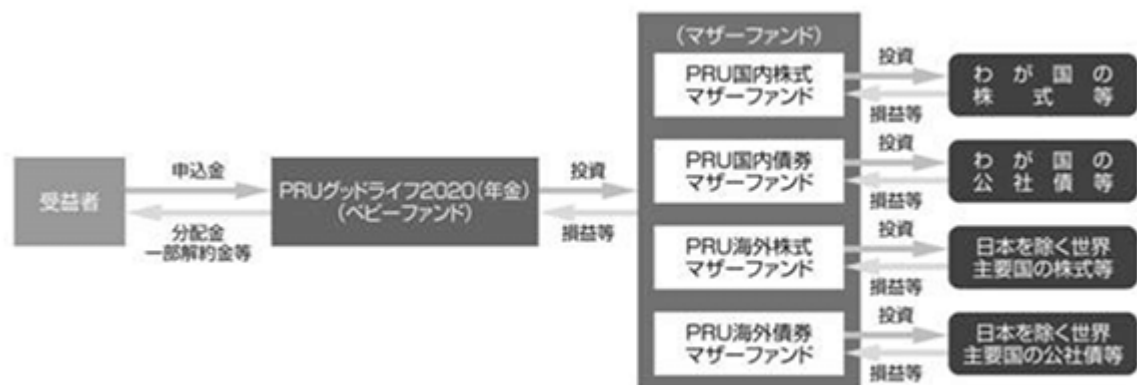 受益者
申込金
分配金
一部解約金等
PRUグッドライフ2020(年金)
(ベビーファンド)
投資
損益等
(マザーファンド)
PRU国内株式
マザーファンド
投資
損益等
わが国の
株式等
PRU国内債券
マザーファンド
投資
損益等
わが国の
公社債等
PRU海外株式
マザーファンド
投資
損益等
日本を除く世界
主要国の株式等
PRU海外債券
マザーファンド
投資
損益等
日本を除く世界
主要国の公社債等